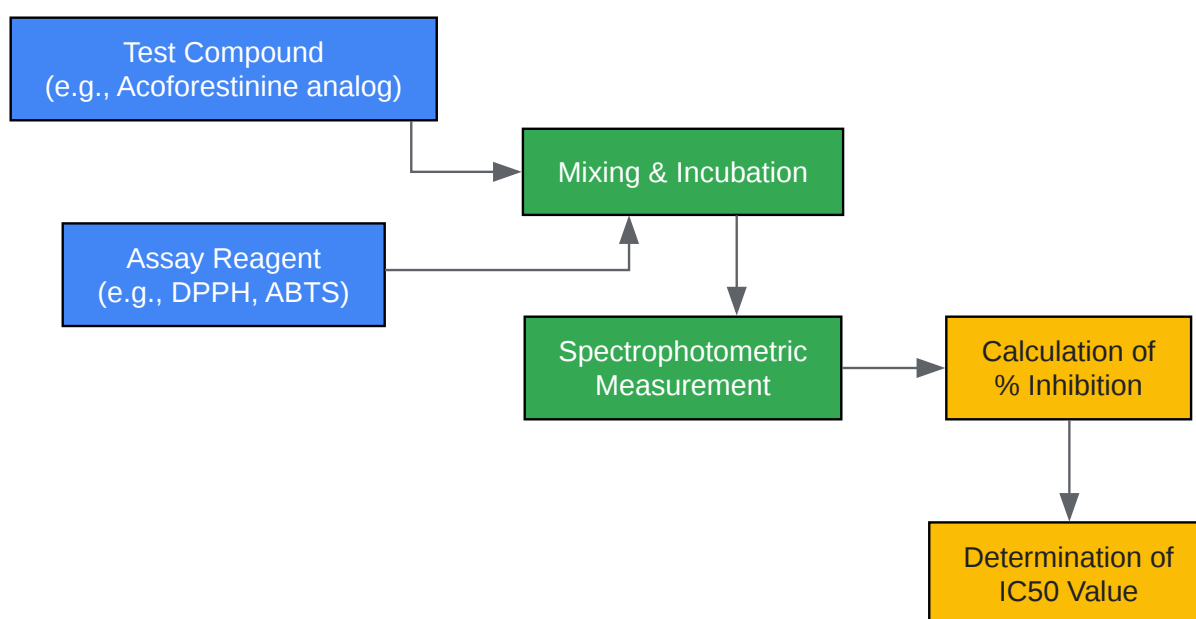 Test Compound
(e.g., Acoforestinine analog)
Mixing & Incubation
Assay Reagent
(e.g., DPPH, ABTS)
Spectrophotometric
Measurement
Calculation of
% Inhibition
Determination of
IC50 Value